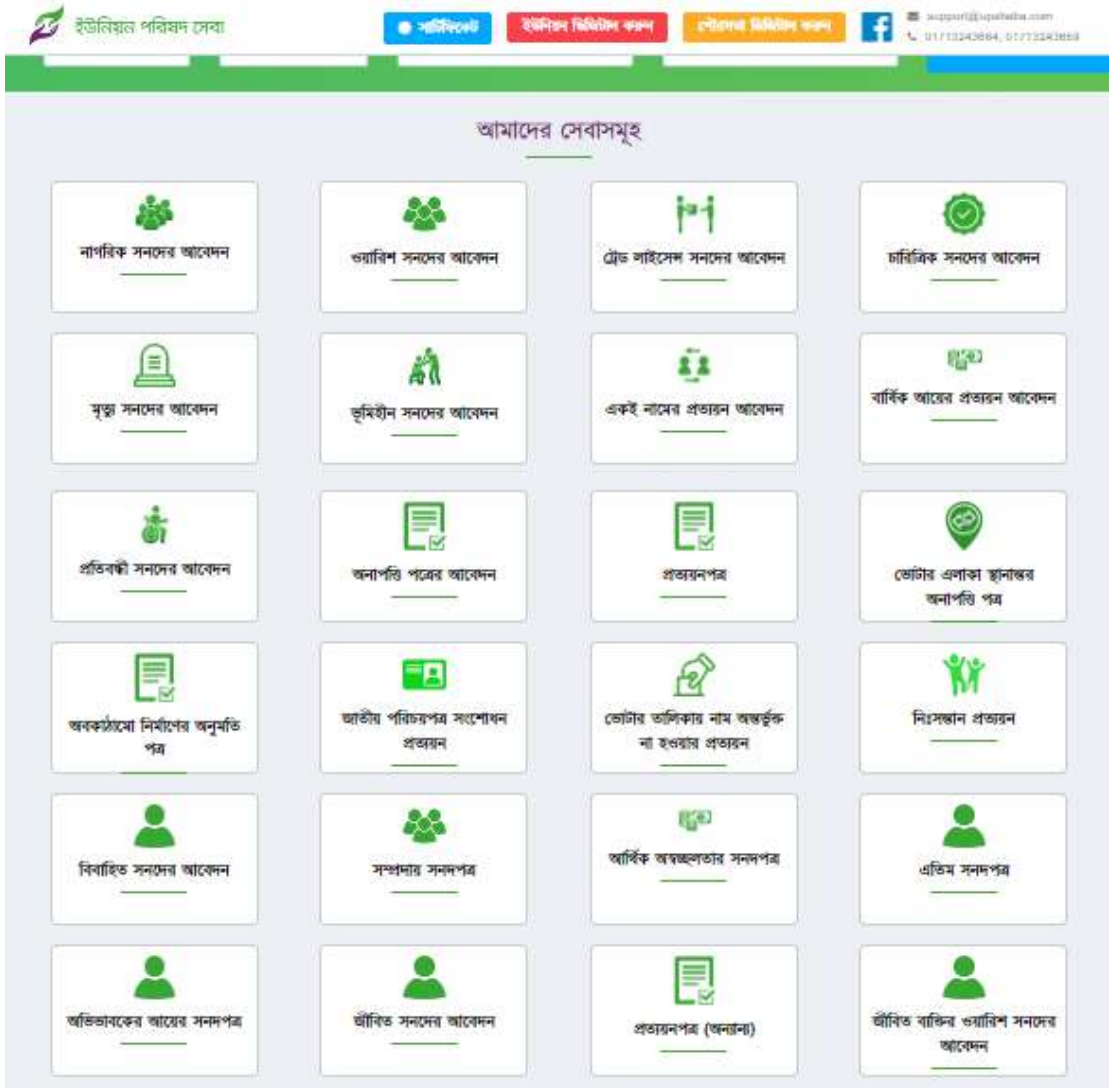 ইউনিয়ন পরিষদ সেবা
সার্টিফিকেট
ইউনিয়ন ডিজিটাল করুন
পৌরসভা ডিজিটাল করুন
আমাদের সেবাসমূহ
নাগরিক সনদের আবেদন
ওয়ারিশ সনদের আবেদন
ট্রেড লাইসেন্স সনদের আবেদন
চারিত্রিক সনদের আবেদন
মৃত্যু সনদের আবেদন
ভূমিহীন সনদের আবেদন
একই নামের প্রত্যয়ন আবেদন
বার্ষিক আয়ের প্রত্যয়ন আবেদন
প্রতিবন্ধী সনদের আবেদন
অনাপত্তি পত্রের আবেদন
প্রত্যয়নপত্র
ভোটার এলাকা স্থানান্তর
অনাপত্তি পত্র
অবকাঠামো নির্মাণের অনুমতি
পত্র
জাতীয় পরিচয়পত্র সংশোধন
প্রত্যয়ন
ভোটার তালিকায় নাম অন্তর্ভুক্ত
না হওয়ার প্রত্যয়ন
নিঃসন্তান প্রত্যয়ন
বিবাহিত সনদের আবেদন
সম্প্রদায় সনদপত্র
আর্থিক অস্বচ্ছলতার সনদপত্র
এতিম সনদপত্র
অভিভাবকের আয়ের সনদপত্র
জীবিত সনদের আবেদন
প্রত্যয়নপত্র (অন্যান্য)
জীবিত ব্যক্তির ওয়ারিশ সনদের
আবেদন